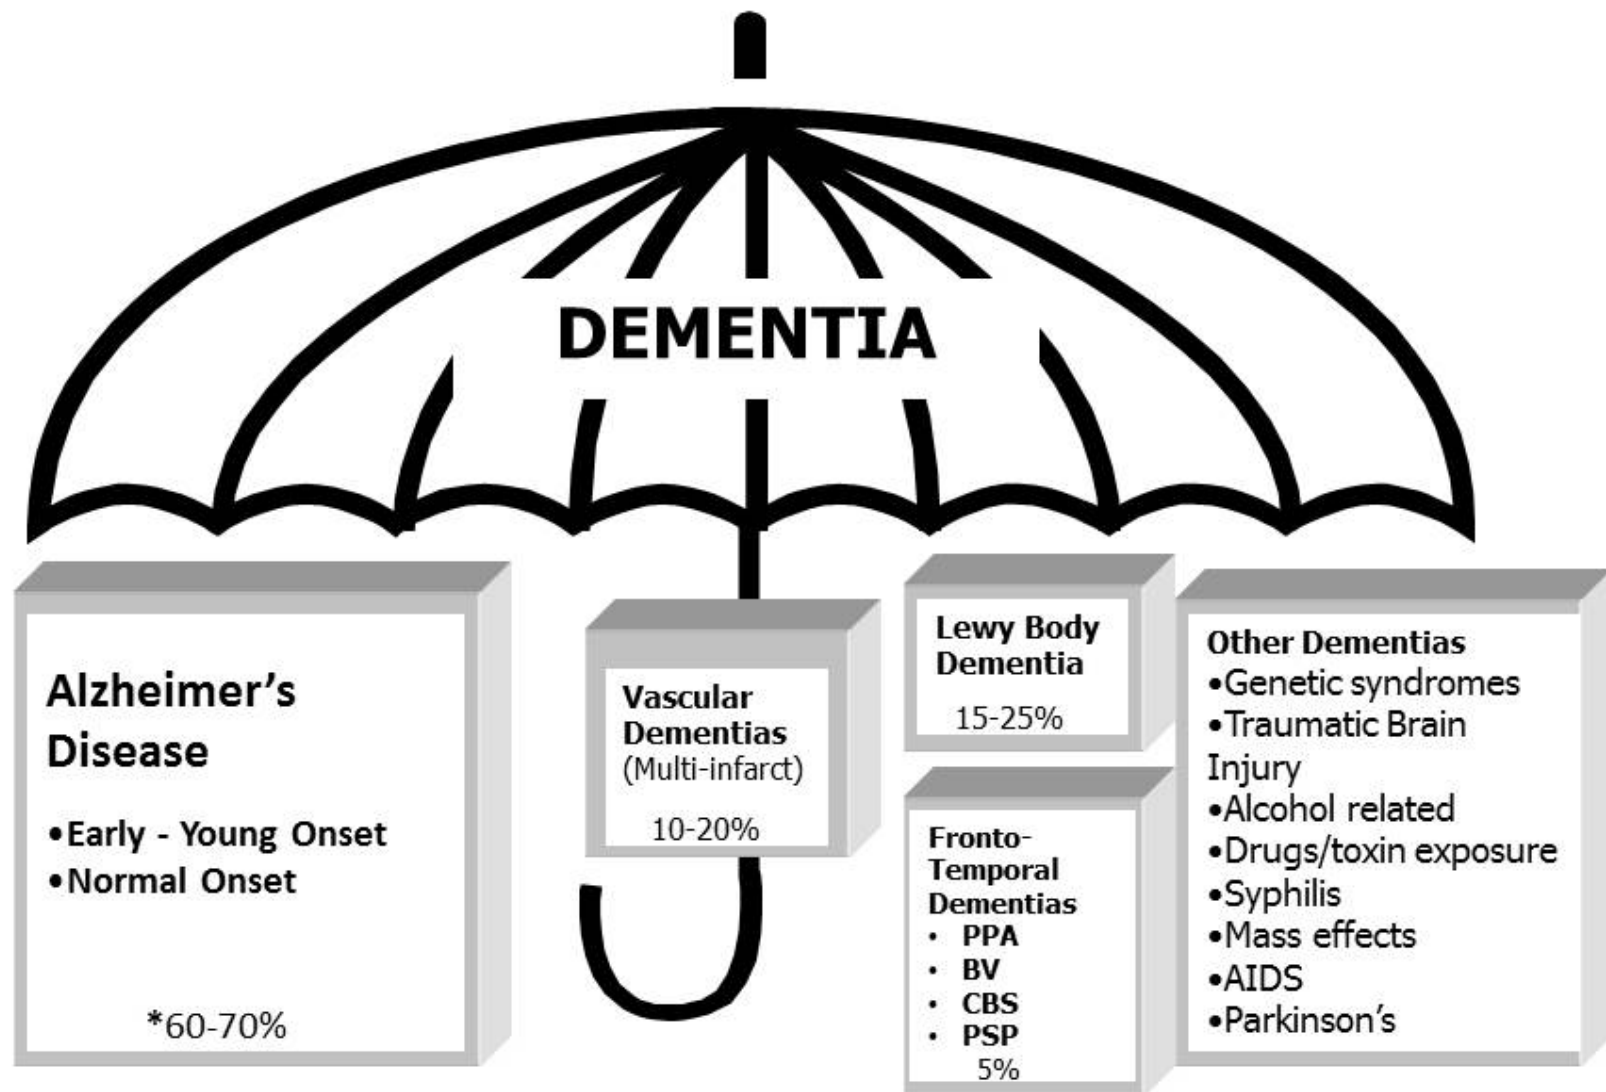 DEMENTIA
Alzheimer’s
Disease
•Early - Young Onset
•Normal Onset
*60-70%
Vascular
Dementias
(Multi-infarct)
10-20%
Lewy Body
Dementia
15-25%
Fronto-
Temporal
Dementias
• PPA
• BV
• CBS
• PSP
5%
Other Dementias
•Genetic syndromes
•Traumatic Brain
Injury
•Alcohol related
•Drugs/toxin exposure
•Syphilis
•Mass effects
•AIDS
•Parkinson’s